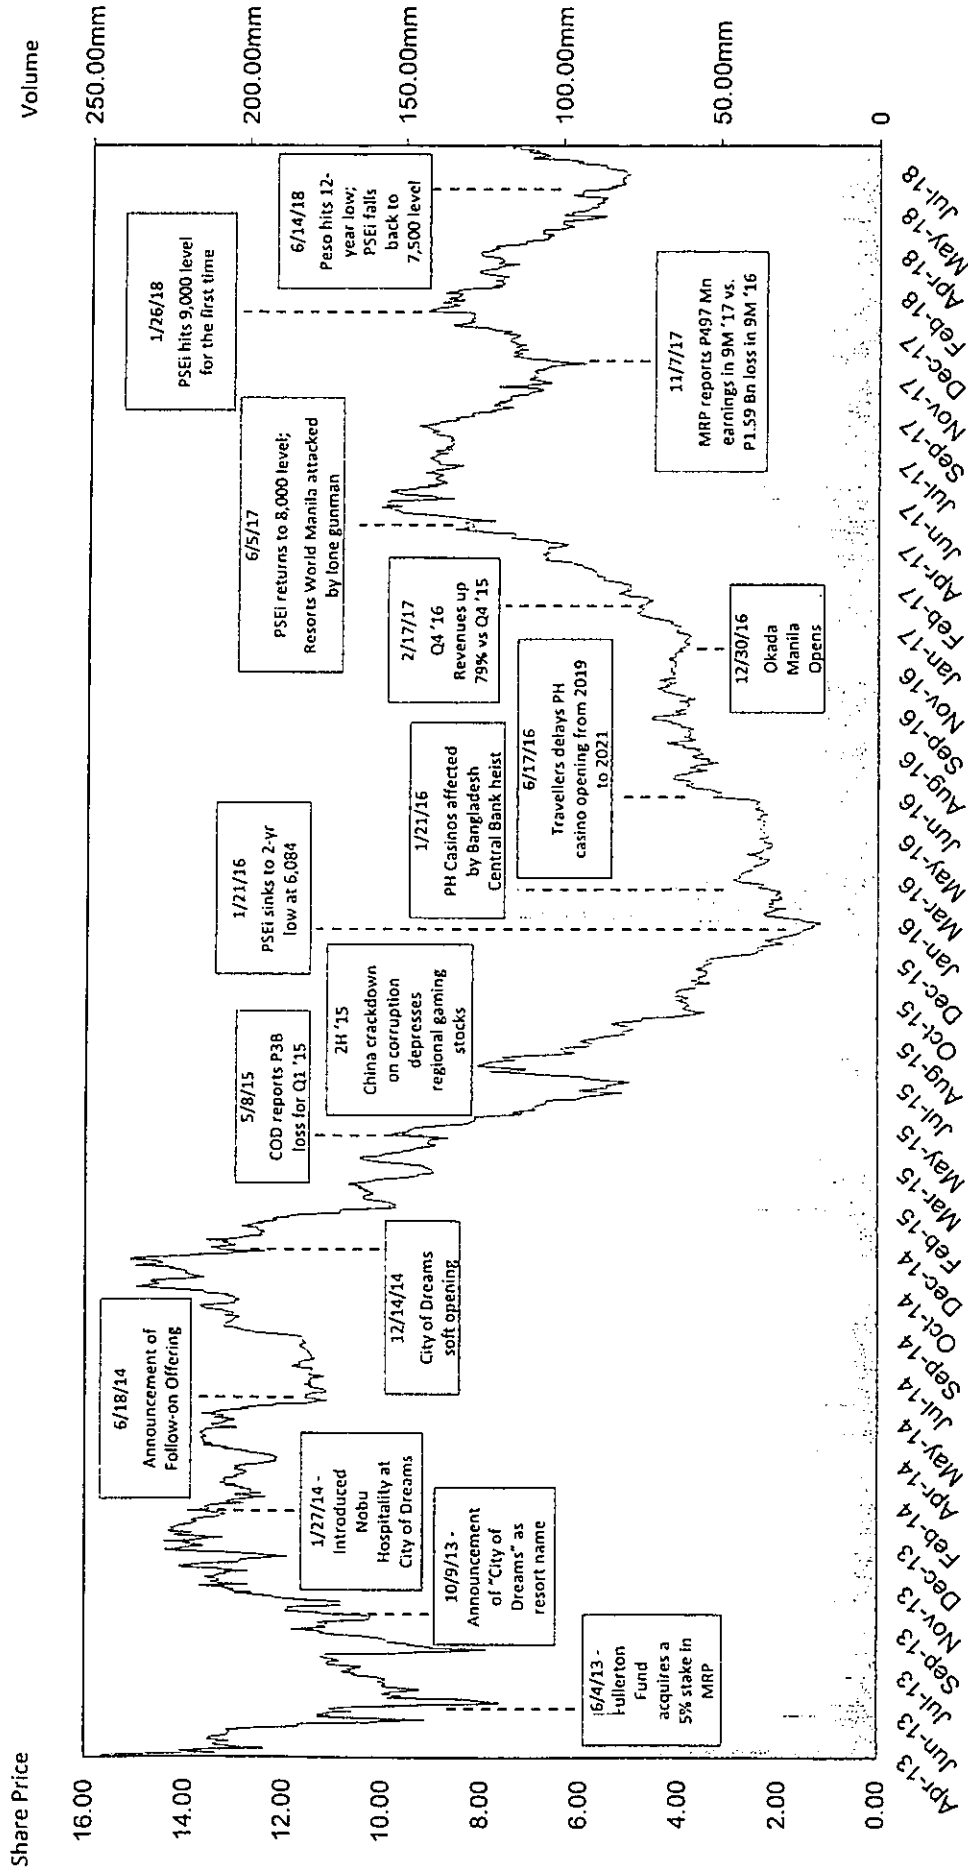 Share Price
Volume
16.00
14.00
12.00
10.00
8.00
6.00
4.00
2.00
0.00
250.00mm
200.00mm
150.00mm
100.00mm
50.00mm
0
6/4/13 -
Fullerton
Fund
acquires a
5% stake in
MRP
10/9/13 -
Announcement
of "City of
Dreams" as
resort name
1/27/14 -
Introduced
Nobu
Hospitality at
City of Dreams
6/18/14
Announcement of
Follow-on Offering
12/14/14
City of Dreams
soft opening
5/8/15
COD reports P3B
loss for Q1 '15
2H '15
China crackdown
on corruption
depresses
regional gaming
stocks
1/21/16
PSEi sinks to 2-yr
low at 6,084
1/21/16
PH Casinos affected
by Bangladesh
Central Bank heist
6/17/16
Travellers delays PH
casino opening from 2019
to 2021
12/30/16
Okada
Manila
Opens
2/17/17
Q4 '16
Revenues up
79% vs Q4 '15
6/5/17
PSEi returns to 8,000 level;
Resorts World Manila attacked
by lone gunman
11/7/17
MRP reports P497 Mn
earnings in 9M '17 vs.
P1.59 Bn loss in 9M '16
1/26/18
PSEi hits 9,000 level
for the first time
6/14/18
Peso hits 12-
year low;
PSEi falls
back to
7,500 level
Apr-13
Jun-13
Jul-13
Sep-13
Nov-13
Dec-13
Feb-14
Apr-14
May-14
Jul-14
Sep-14
Oct-14
Dec-14
Feb-15
Mar-15
May-15
Jul-15
Aug-15
Oct-15
Dec-15
Jan-16
Mar-16
May-16
Jun-16
Aug-16
Sep-16
Nov-16
Jan-17
Feb-17
Apr-17
Jun-17
Jul-17
Sep-17
Nov-17
Dec-17
Feb-18
Apr-18
May-18
Jul-18